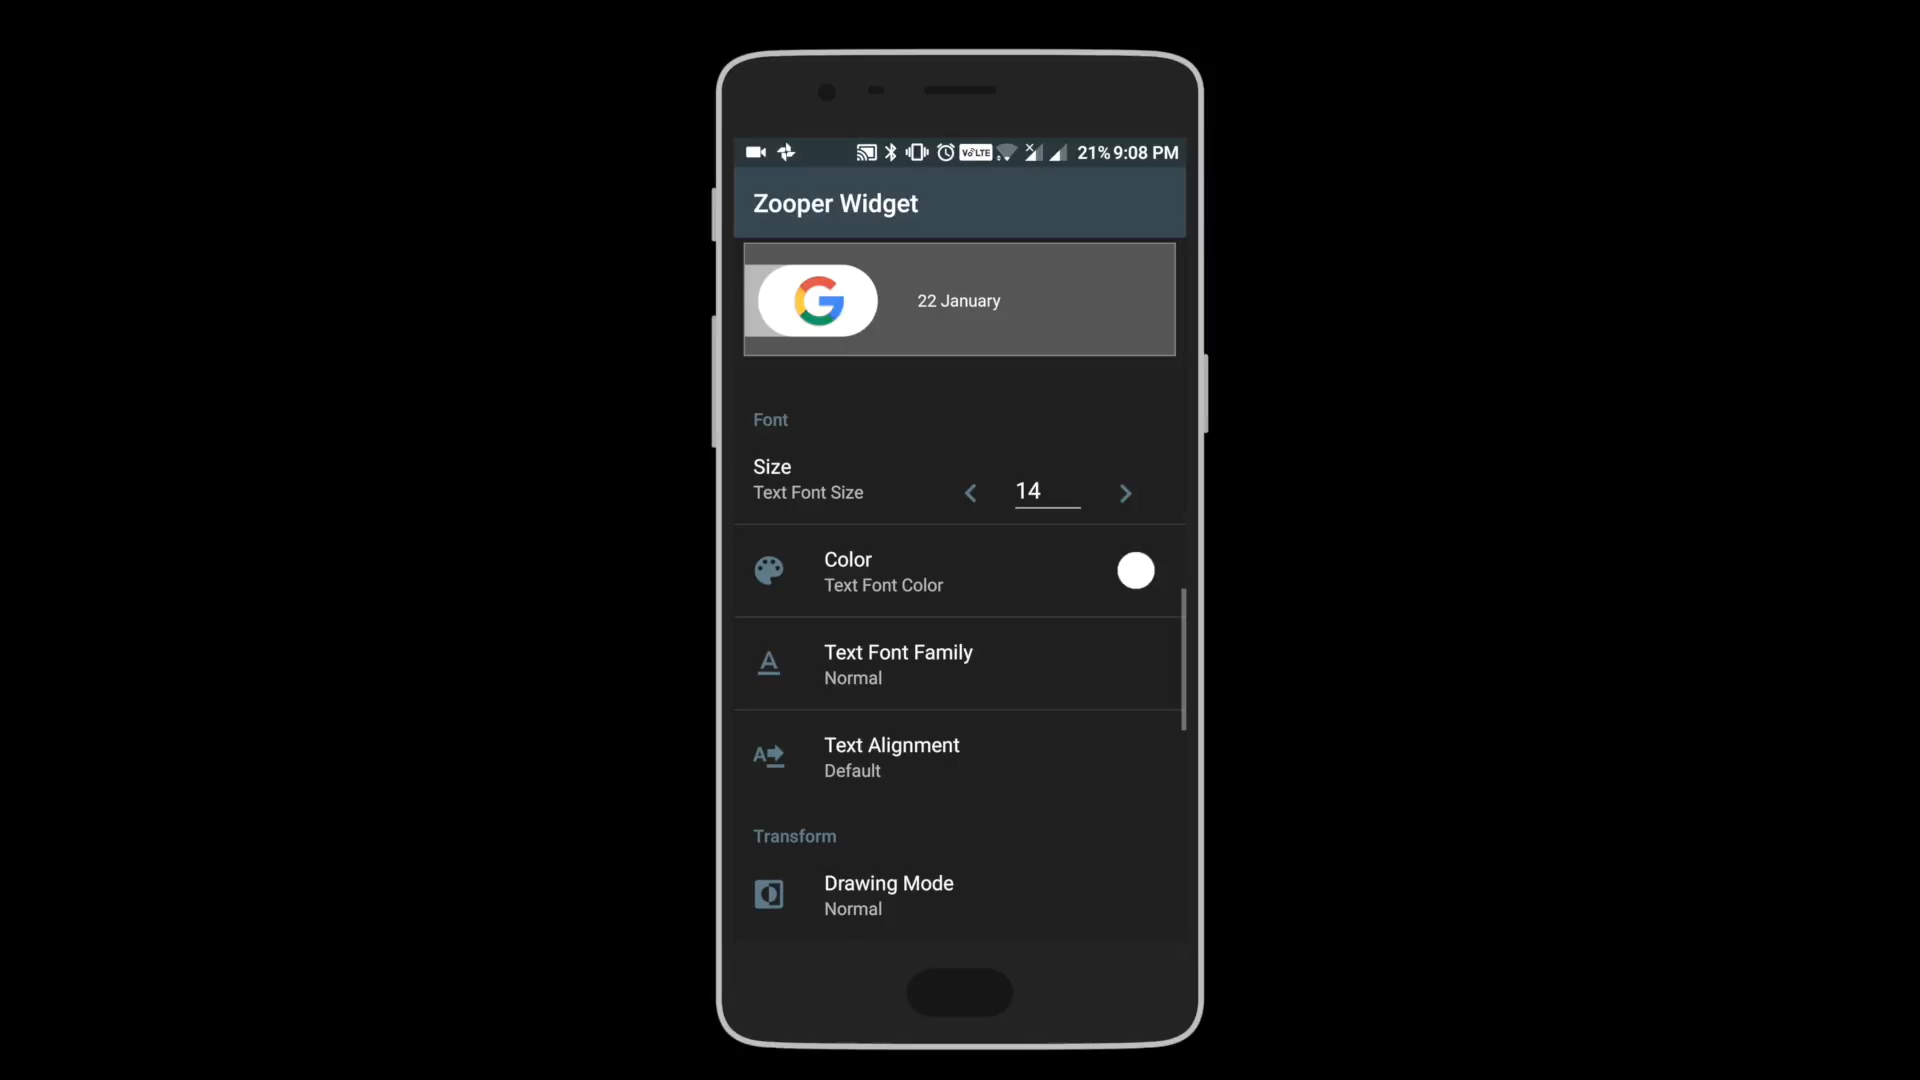 VoLTE 21% 9:08 PM
Zooper Widget
G 22 January
Font
Size
Text Font Size
14
Color
Text Font Color
A
Text Font Family
Normal
A
Text Alignment
Default
Transform
Drawing Mode
Normal